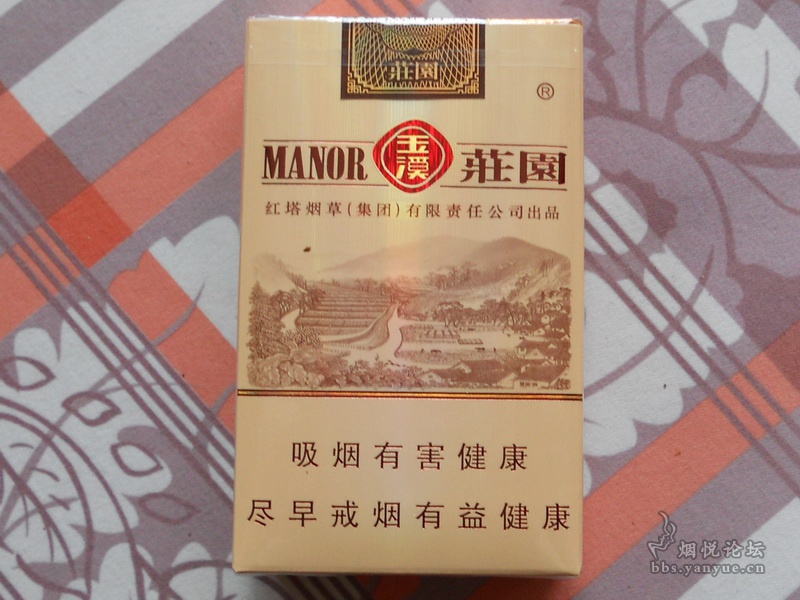 莊園
®
MANOR 玉溪 莊園
红塔烟草(集团)有限责任公司出品
吸烟有害健康
尽早戒烟有益健康
烟悦论坛
bbs.yanyue.cn